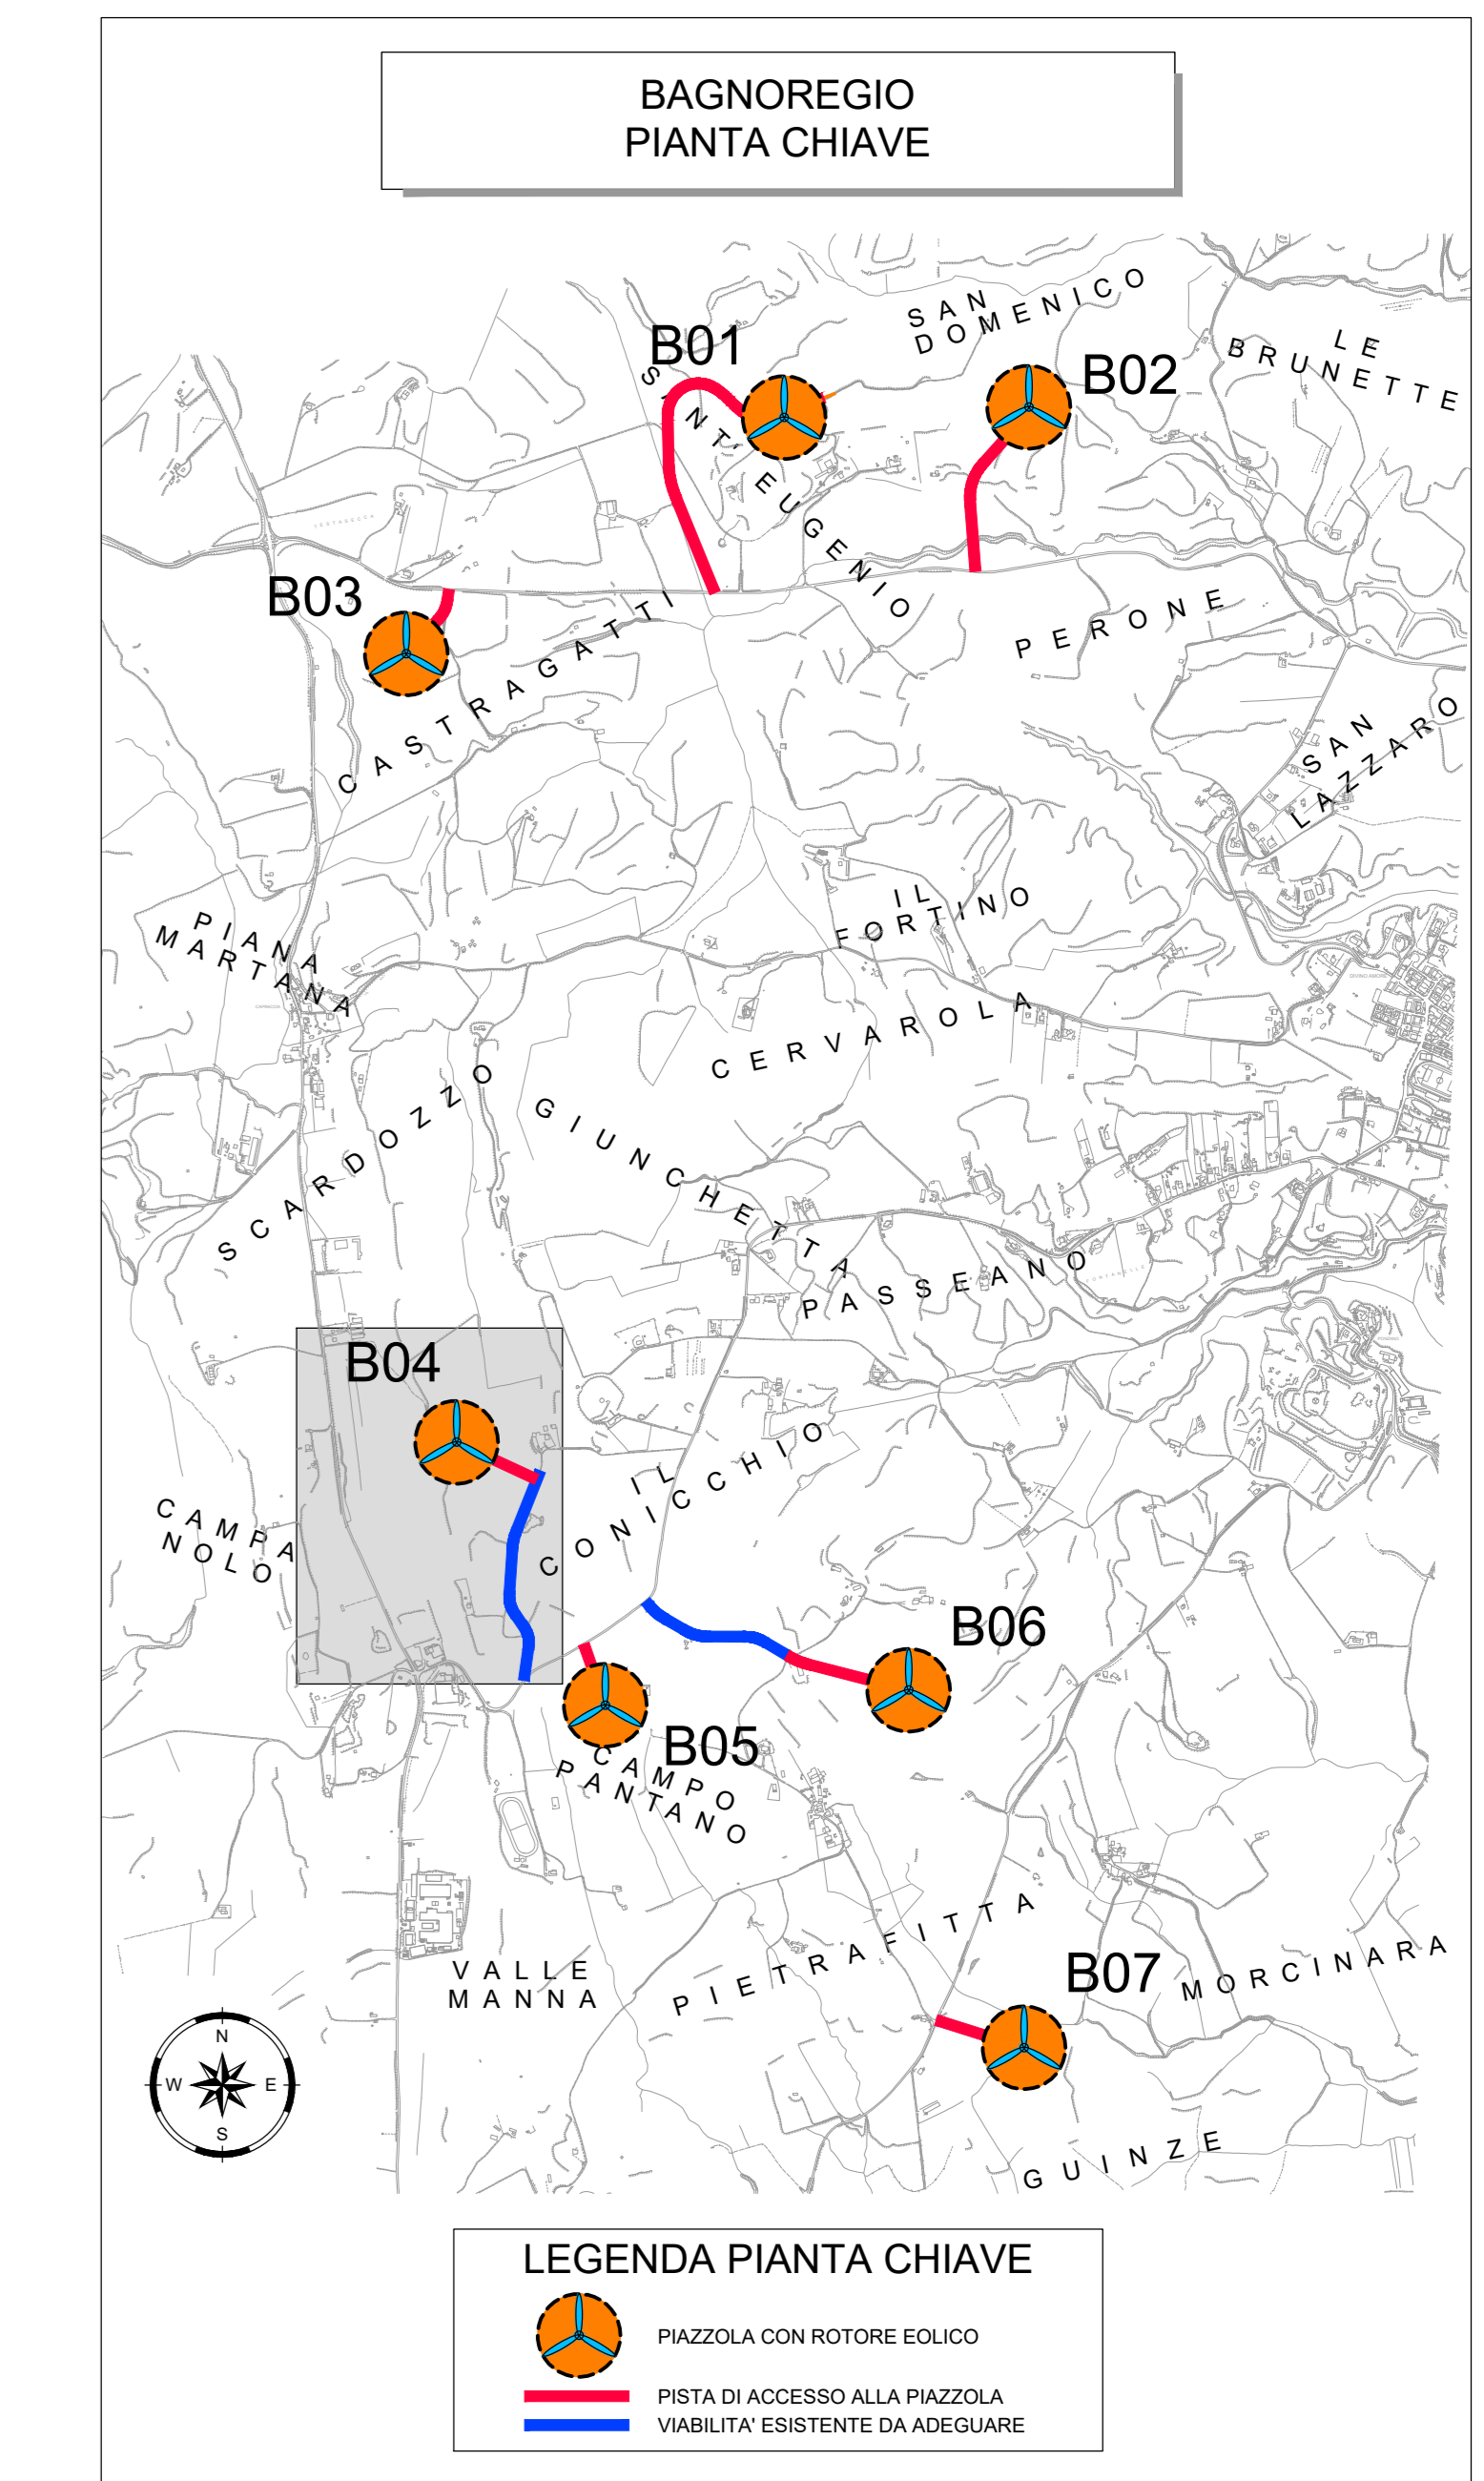 BAGNOREGIO
PIANTA CHIAVE
SAN
DOMENICO
LE
BRUNETTE
B01
B02
SANT' EUGENIO
B03
CASTRAGATTI
PERONE
SAN
LAZZARO
IL
FORTINO
PIANA
MARTANA
CERVAROLA
SCARDOZZO
GIUNCHETTA
PASSEANO
B04
IL
CONICCHIO
CAMPA
NOLO
B06
B05
CAMPO
PANTANO
PIETRAFITTA
B07
MORCINARA
VALLE
MANNA
N
W E
S
GUINZE
LEGENDA PIANTA CHIAVE
PIAZZOLA CON ROTORE EOLICO
PISTA DI ACCESSO ALLA PIAZZOLA
VIABILITA' ESISTENTE DA ADEGUARE